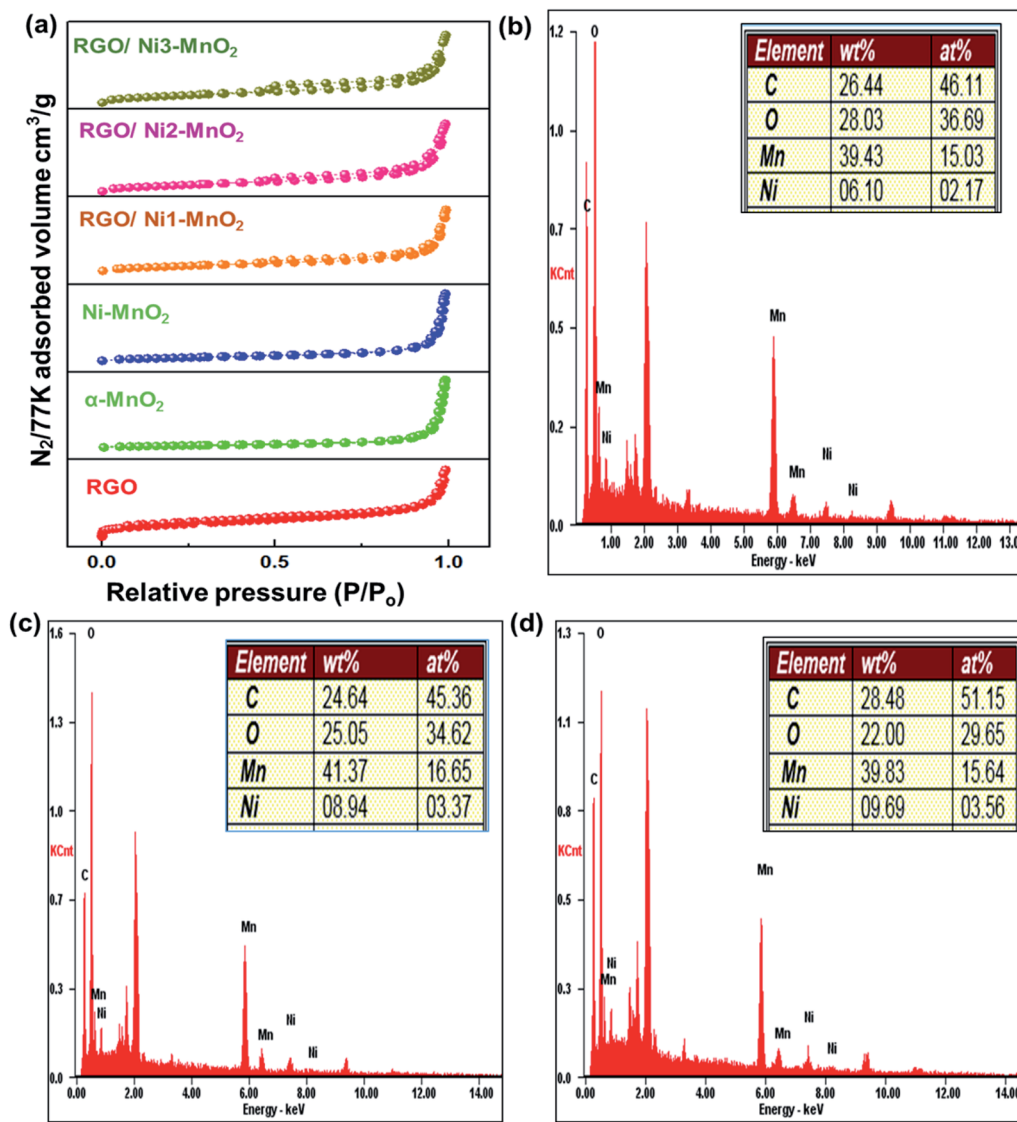 (a)
RGO/ Ni3-MnO₂
RGO/ Ni2-MnO₂
RGO/ Ni1-MnO₂
Ni-MnO₂
α-MnO₂
RGO
N₂/77K adsorbed volume cm³/g
0.0 0.5 1.0
Relative pressure (P/Pₒ)
(b)
1.2
1.0
0.7
KCnt
0.5
0.2
0.0
O
C
Mn
Ni
Mn
Mn
Ni
Ni
Element wt% at%
C 26.44 46.11
O 28.03 36.69
Mn 39.43 15.03
Ni 06.10 02.17
1.00 2.00 3.00 4.00 5.00 6.00 7.00 8.00 9.00 10.00 11.00 12.00 13.0
Energy - keV
(c)
1.6
1.3
1.0
KCnt
0.7
0.3
0.0
O
C
Mn
Ni
Mn
Mn
Ni
Ni
Element wt% at%
C 24.64 45.36
O 25.05 34.62
Mn 41.37 16.65
Ni 08.94 03.37
0.00 2.00 4.00 6.00 8.00 10.00 12.00 14.00
Energy - keV
(d)
1.3
1.1
0.8
KCnt
0.5
0.3
0.0
O
C
Ni
Mn
Mn
Mn
Ni
Ni
Element wt% at%
C 28.48 51.15
O 22.00 29.65
Mn 39.83 15.64
Ni 09.69 03.56
0.00 2.00 4.00 6.00 8.00 10.00 12.00 14.00
Energy - keV